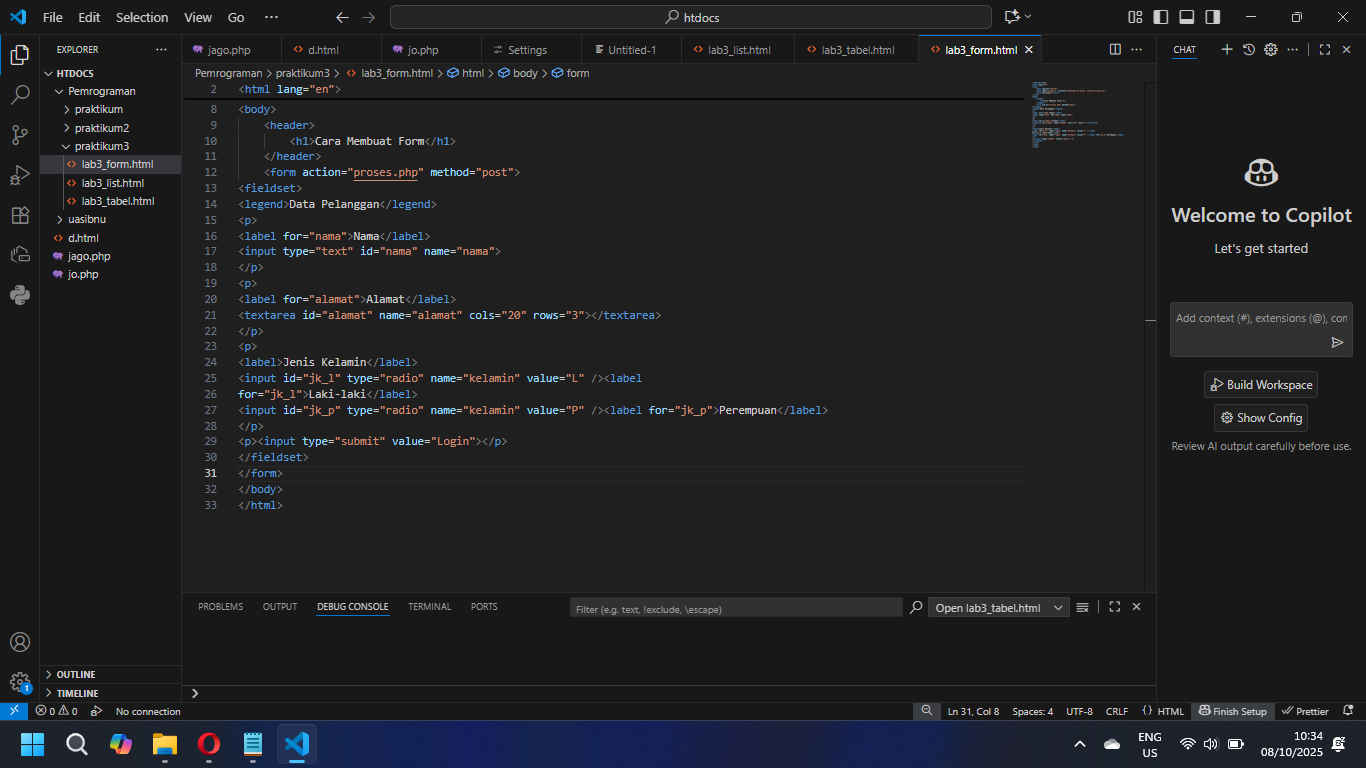 File Edit Selection View Go ··· htdocs
EXPLORER ···
HTDOCS
Pemrograman
praktikum
praktikum2
praktikum3
lab3_form.html
lab3_list.html
lab3_tabel.html
uasibnu
d.html
jago.php
jo.php
OUTLINE
TIMELINE
jago.php d.html jo.php Settings Untitled-1 lab3_list.html lab3_tabel.html lab3_form.html
Pemrograman > praktikum3 > lab3_form.html > html > body > form
2 <html lang="en">
8 <body>
9 <header>
10 <h1>Cara Membuat Form</h1>
11 </header>
12 <form action="proses.php" method="post">
13 <fieldset>
14 <legend>Data Pelanggan</legend>
15 <p>
16 <label for="nama">Nama</label>
17 <input type="text" id="nama" name="nama">
18 </p>
19 <p>
20 <label for="alamat">Alamat</label>
21 <textarea id="alamat" name="alamat" cols="20" rows="3"></textarea>
22 </p>
23 <p>
24 <label>Jenis Kelamin</label>
25 <input id="jk_l" type="radio" name="kelamin" value="L" /><label
26 for="jk_l">Laki-laki</label>
27 <input id="jk_p" type="radio" name="kelamin" value="P" /><label for="jk_p">Perempuan</label>
28 </p>
29 <p><input type="submit" value="Login"></p>
30 </fieldset>
31 </form>
32 </body>
33 </html>
PROBLEMS OUTPUT DEBUG CONSOLE TERMINAL PORTS Filter (e.g. text, !exclude, \escape) Open lab3_tabel.html
CHAT
Welcome to Copilot
Let's get started
Add context (#), extensions (@), con
Build Workspace
Show Config
Review AI output carefully before use.
1
0 0 No connection Ln 31, Col 8 Spaces: 4 UTF-8 CRLF {} HTML Finish Setup Prettier
ENG
US
10:34
08/10/2025